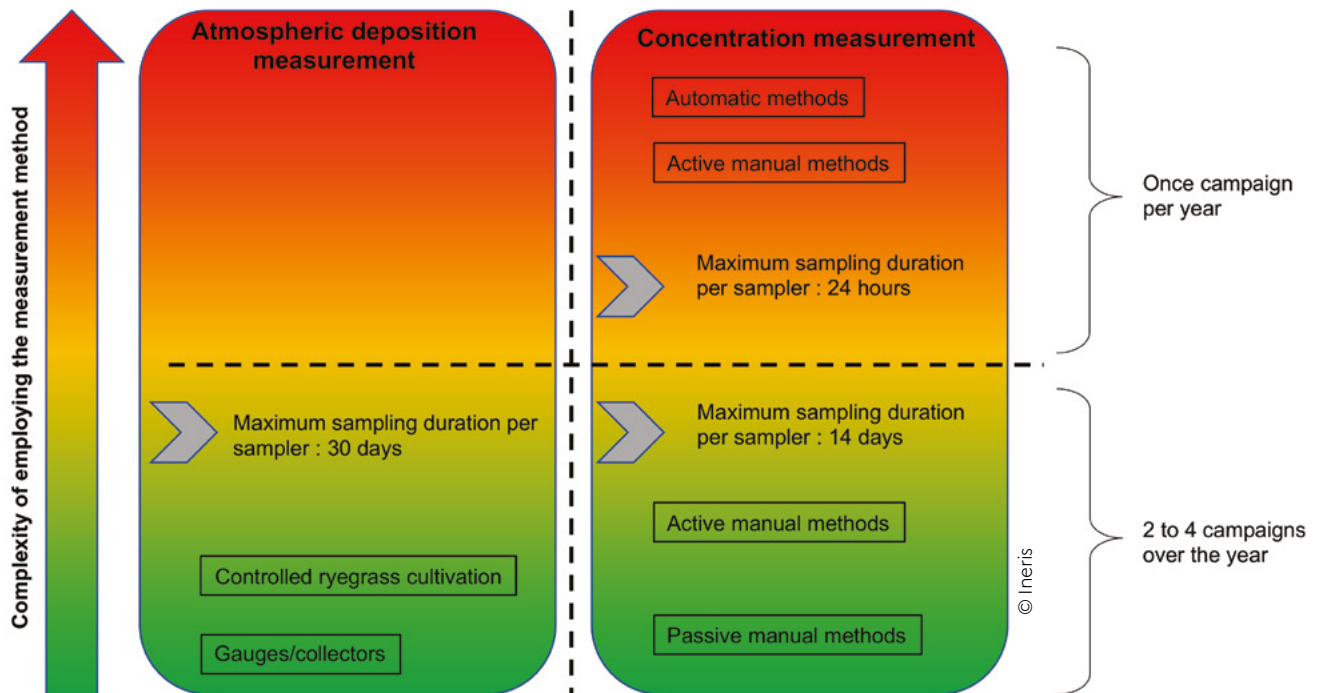 Complexity of employing the measurement method
Atmospheric deposition
measurement
Maximum sampling duration per
sampler : 30 days
Controlled ryegrass cultivation
Gauges/collectors
Concentration measurement
Automatic methods
Active manual methods
Maximum sampling duration
per sampler : 24 hours
Maximum sampling duration
per sampler : 14 days
Active manual methods
Passive manual methods
Once campaign
per year
2 to 4 campaigns
over the year
© Ineris